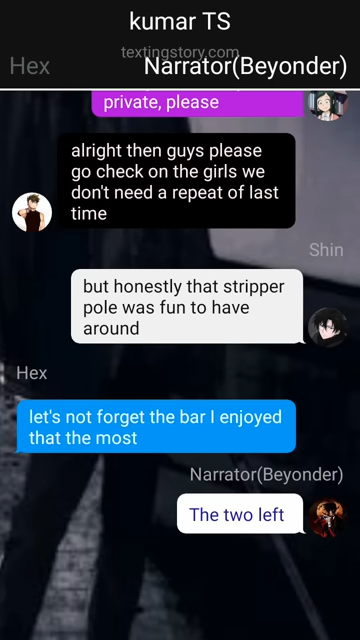 kumar TS
textingstory.com
Hex
Narrator(Beyonder)
private, please
alright then guys please
go check on the girls we
don't need a repeat of last
time
Shin
but honestly that stripper
pole was fun to have
around
Hex
let's not forget the bar I enjoyed
that the most
Narrator(Beyonder)
The two left